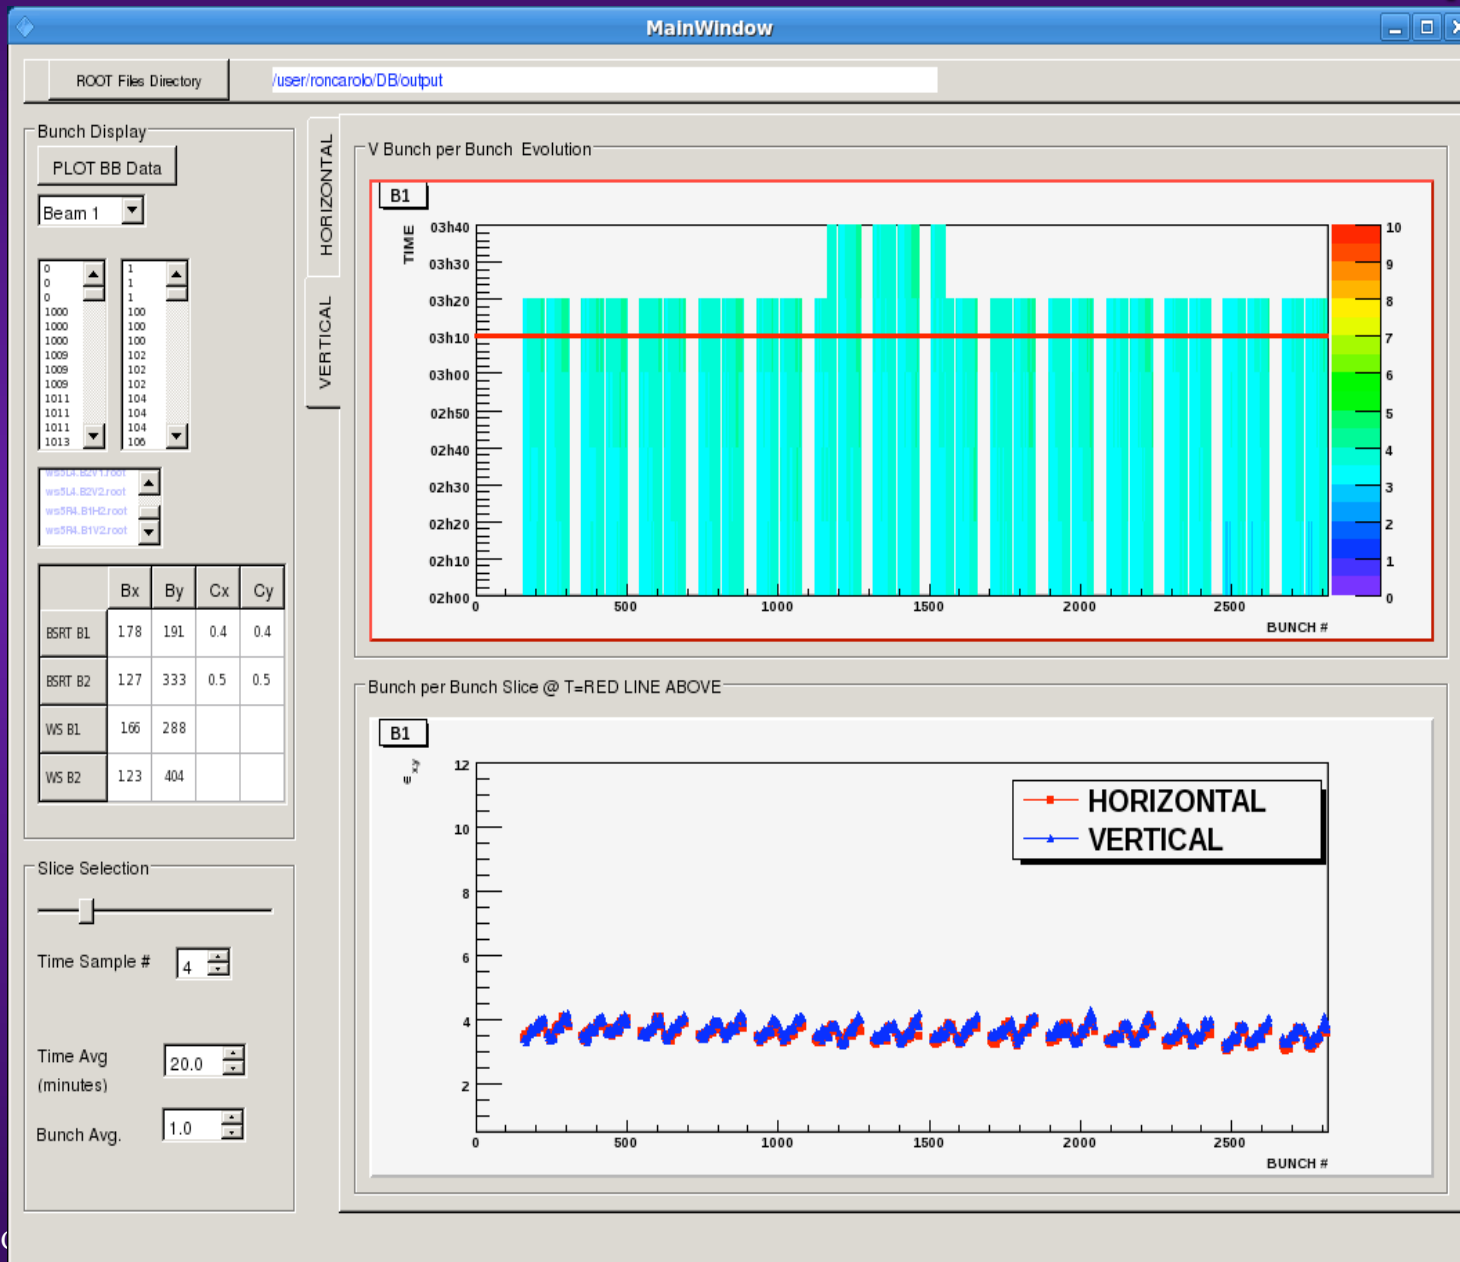 MainWindow
ROOT Files Directory
/user/roncarolo/DB/output
Bunch Display
PLOT BB Data
Beam 1
0
0
0
1000
1000
1000
1009
1009
1009
1011
1011
1011
1013
1
1
1
100
100
100
102
102
102
104
104
104
106
ws5L4.B2V1.root
ws5L4.B2V2.root
ws5R4.B1H2.root
ws5R4.B1V2.root
Bx By Cx Cy
BSRT B1 178 191 0.4 0.4
BSRT B2 127 333 0.5 0.5
WS B1 166 288
WS B2 123 404
Slice Selection
Time Sample # 4
Time Avg
(minutes) 20.0
Bunch Avg. 1.0
HORIZONTAL
VERTICAL
V Bunch per Bunch Evolution
B1
TIME
03h40
03h30
03h20
03h10
03h00
02h50
02h40
02h30
02h20
02h10
02h00
0 500 1000 1500 2000 2500
BUNCH #
10
9
8
7
6
5
4
3
2
1
0
Bunch per Bunch Slice @ T=RED LINE ABOVE
B1
12
10
8
6
4
2
HORIZONTAL
VERTICAL
0 500 1000 1500 2000 2500
BUNCH #